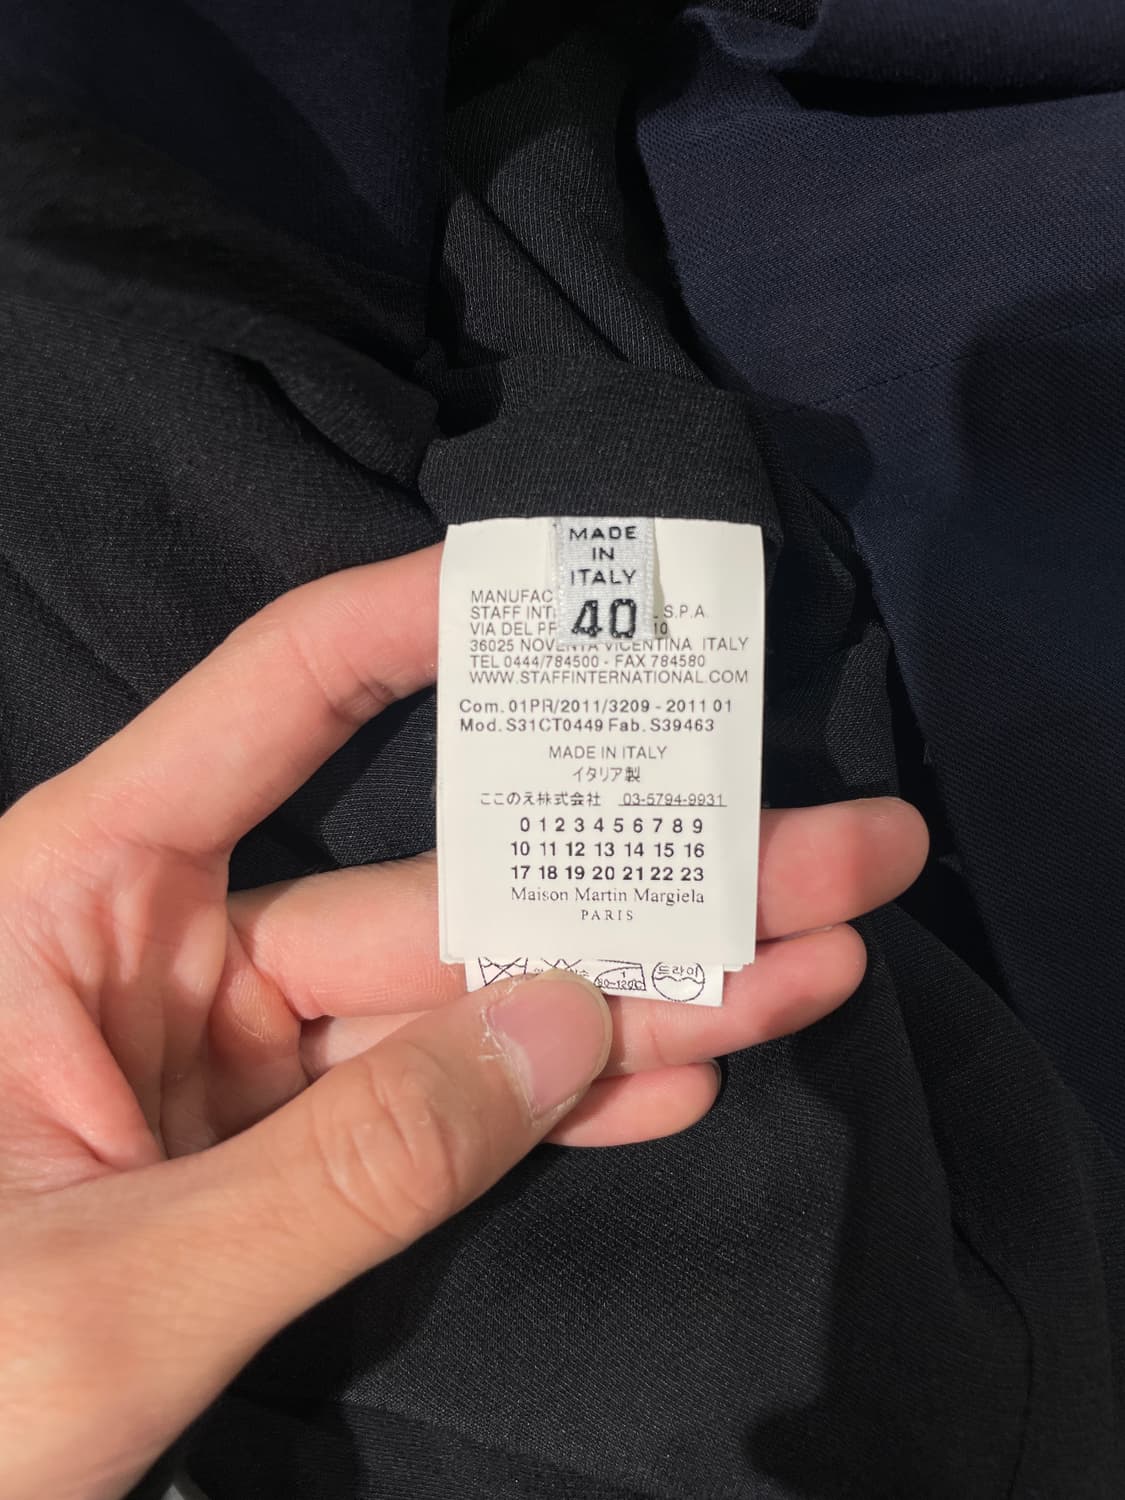 MADE
IN
ITALY
40
MANUFAC
STAFF INT L S.P.A.
VIA DEL PR 10
36025 NOVENTA VICENTINA ITALY
TEL 0444/784500 - FAX 784580
WWW.STAFFINTERNATIONAL.COM
Com. 01PR/2011/3209 - 2011 01
Mod. S31CT0449 Fab. S39463
MADE IN ITALY
イタリア製
ここのえ株式会社 03-5794-9931
0 1 2 3 4 5 6 7 8 9
10 11 12 13 14 15 16
17 18 19 20 21 22 23
Maison Martin Margiela
PARIS
드라이